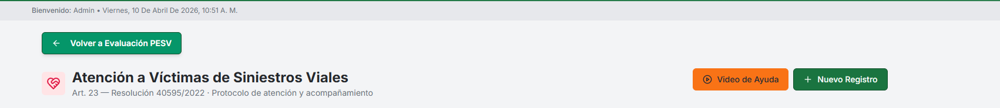 Bienvenido: Admin • Viernes, 10 De Abril De 2026, 10:51 A. M.
Volver a Evaluación PESV
Atención a Víctimas de Siniestros Viales
Art. 23 — Resolución 40595/2022 · Protocolo de atención y acompañamiento
Video de Ayuda
Nuevo Registro